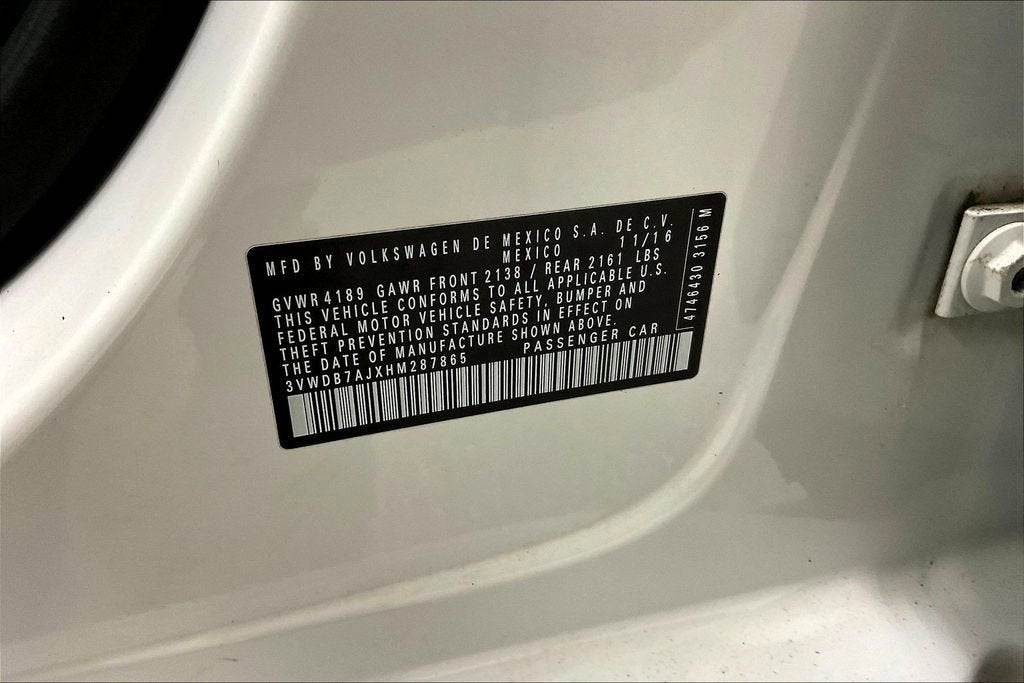 MFD BY VOLKSWAGEN DE MEXICO S.A. DE C.V.
MEXICO 11/16
GVWR 4189 GAWR FRONT 2138 / REAR 2161 LBS
THIS VEHICLE CONFORMS TO ALL APPLICABLE U.S.
FEDERAL MOTOR VEHICLE SAFETY, BUMPER AND
THEFT PREVENTION STANDARDS IN EFFECT ON
THE DATE OF MANUFACTURE SHOWN ABOVE.
3VWDB7AJXHM287865 PASSENGER CAR
4746430 3156 M